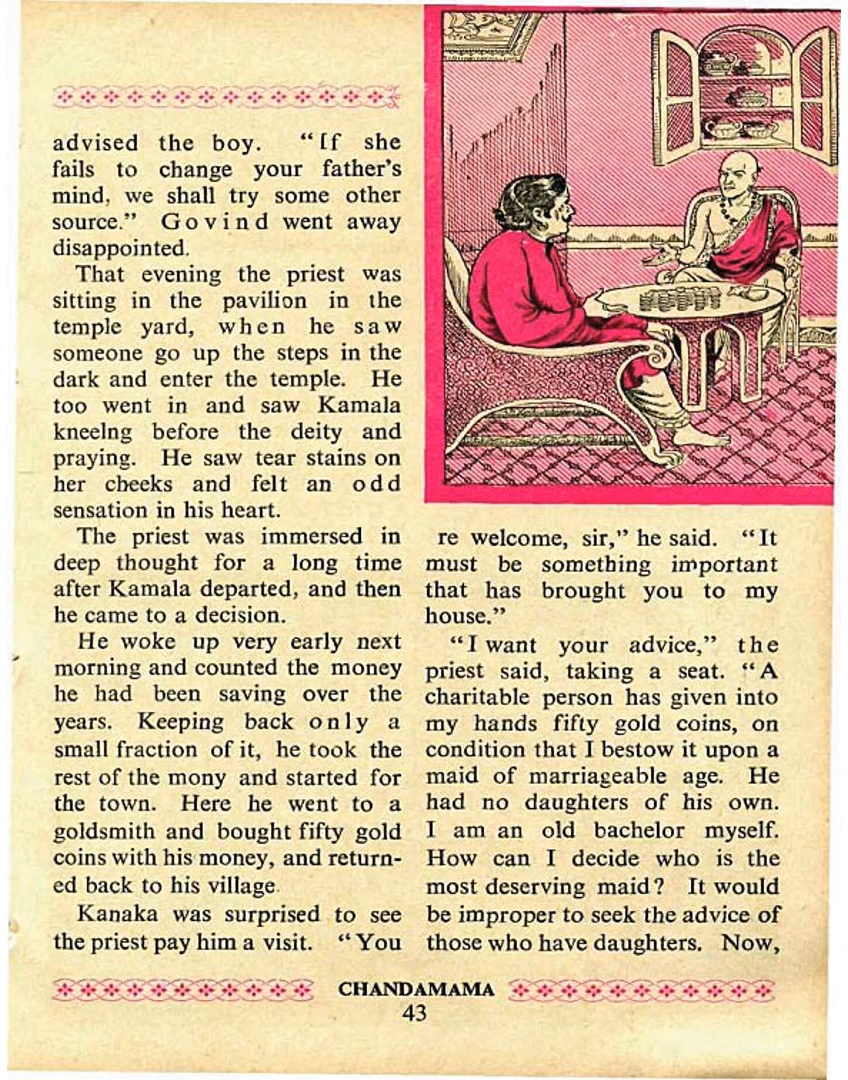 advised the boy. "If she
fails to change your father's
mind, we shall try some other
source." Govind went away
disappointed.
That evening the priest was
sitting in the pavilion in the
temple yard, when he saw
someone go up the steps in the
dark and enter the temple. He
too went in and saw Kamala
kneelng before the deity and
praying. He saw tear stains on
her cheeks and felt an odd
sensation in his heart.
The priest was immersed in
deep thought for a long time
after Kamala departed, and then
he came to a decision.
He woke up very early next
morning and counted the money
he had been saving over the
years. Keeping back only a
small fraction of it, he took the
rest of the mony and started for
the town. Here he went to a
goldsmith and bought fifty gold
coins with his money, and return-
ed back to his village.
Kanaka was surprised to see
the priest pay him a visit. "You
re welcome, sir," he said. "It
must be something important
that has brought you to my
house."
"I want your advice," the
priest said, taking a seat. "A
charitable person has given into
my hands fifty gold coins, on
condition that I bestow it upon a
maid of marriageable age. He
had no daughters of his own.
I am an old bachelor myself.
How can I decide who is the
most deserving maid? It would
be improper to seek the advice of
those who have daughters. Now,
CHANDAMAMA
43